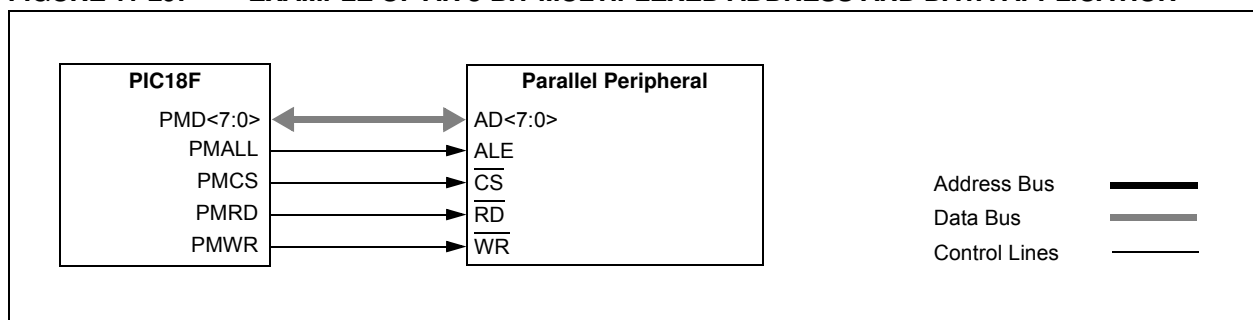 PIC18F
PMD<7:0>
PMALL
PMCS
PMRD
PMWR
Parallel Peripheral
AD<7:0>
ALE
CS
RD
WR
Address Bus
Data Bus
Control Lines